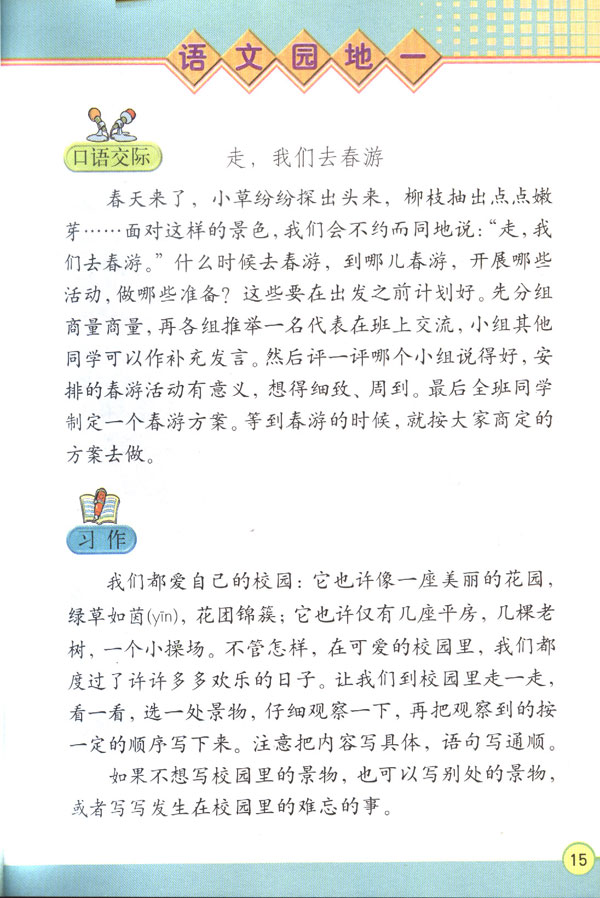 语文园地一
口语交际
走，我们去春游
春天来了，小草纷纷探出头来，柳枝抽出点点嫩
芽……面对这样的景色，我们会不约而同地说：“走，我
们去春游。”什么时候去春游，到哪儿春游，开展哪些
活动，做哪些准备？这些要在出发之前计划好。先分组
商量商量，再各组推举一名代表在班上交流，小组其他
同学可以作补充发言。然后评一评哪个小组说得好，安
排的春游活动有意义，想得细致、周到。最后全班同学
制定一个春游方案。等到春游的时候，就按大家商定的
方案去做。
习作
我们都爱自己的校园：它也许像一座美丽的花园，
绿草如茵(yīn)，花团锦簇；它也许仅有几座平房，几棵老
树，一个小操场。不管怎样，在可爱的校园里，我们都
度过了许许多多欢乐的日子。让我们到校园里走一走，
看一看，选一处景物，仔细观察一下，再把观察到的按
一定的顺序写下来。注意把内容写具体，语句写通顺。
如果不想写校园里的景物，也可以写别处的景物，
或者写写发生在校园里的难忘的事。
15